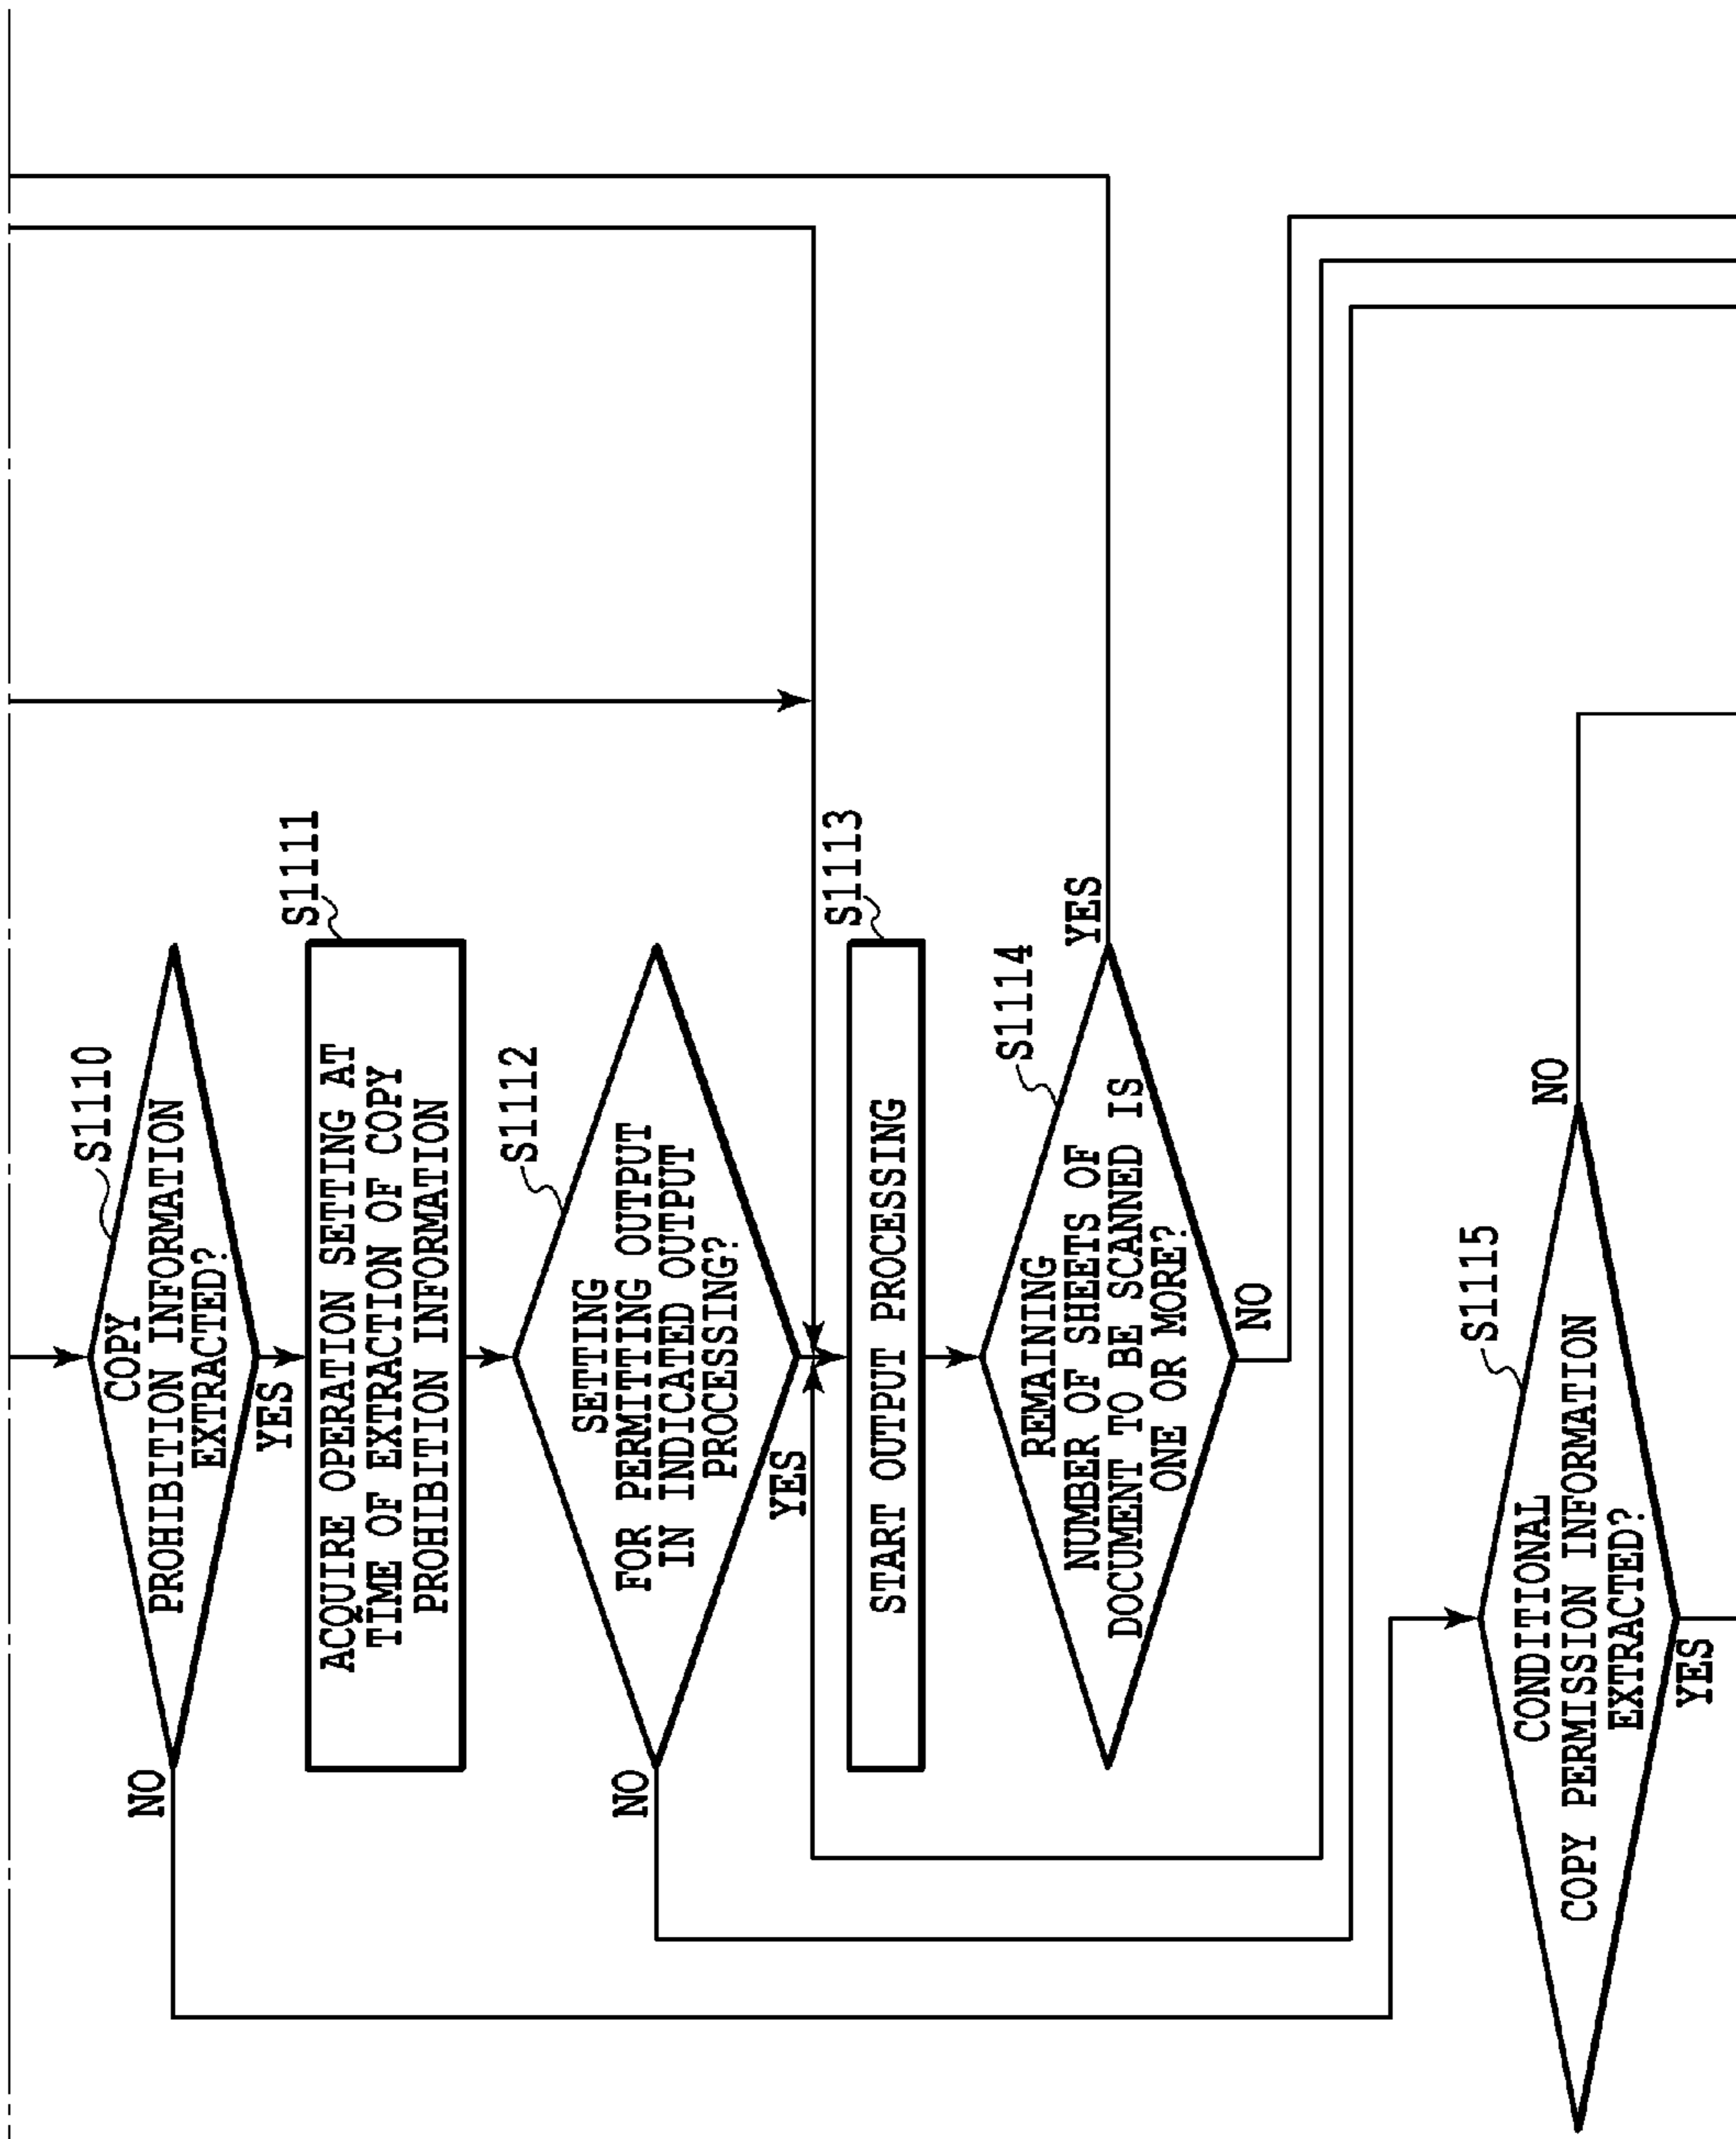 S1110
COPY
PROHIBITION INFORMATION
EXTRACTED?
NO
YES
S1111
ACQUIRE OPERATION SETTING AT
TIME OF EXTRACTION OF COPY
PROHIBITION INFORMATION
S1112
SETTING
FOR PERMITTING OUTPUT
IN INDICATED OUTPUT
PROCESSING?
NO
YES
S1113
START OUTPUT PROCESSING
S1114
REMAINING
NUMBER OF SHEETS OF
DOCUMENT TO BE SCANNED IS
ONE OR MORE?
YES
NO
S1115
CONDITIONAL
COPY PERMISSION INFORMATION
EXTRACTED?
NO
YES